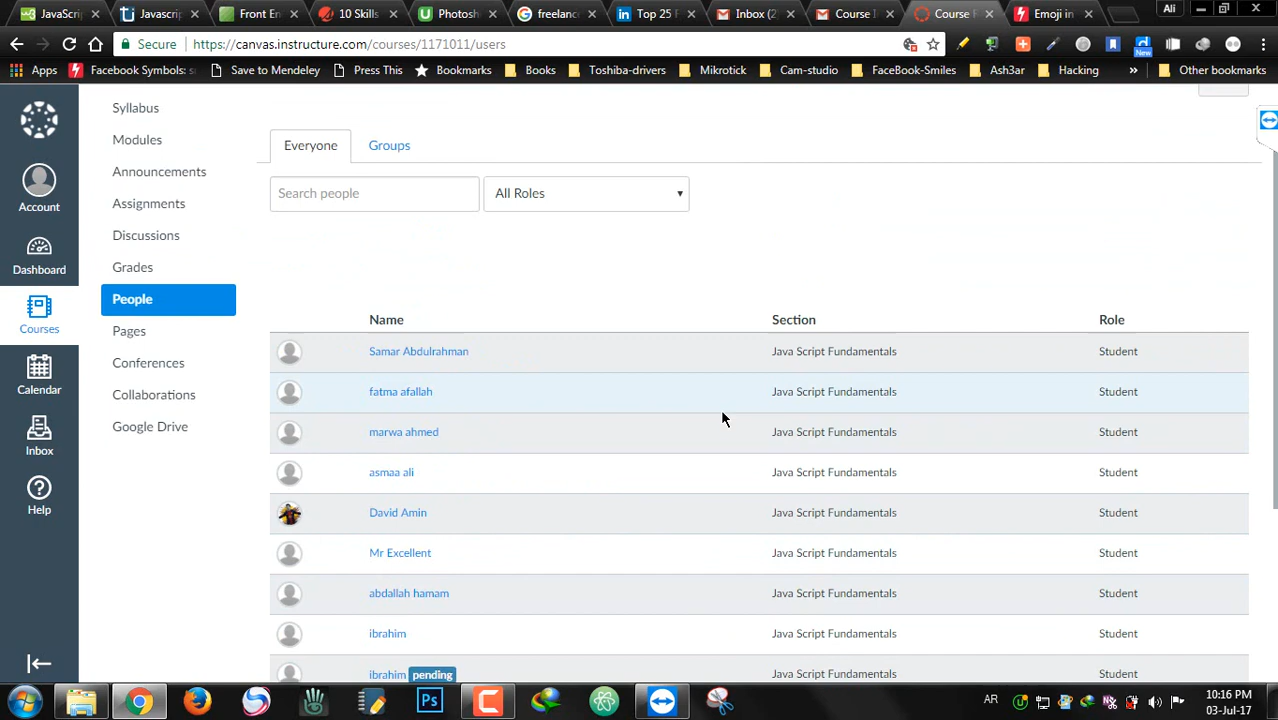 JavaScri
Javascri
Front En
10 Skills
Photosh
freelanc
Top 25 F
Inbox (2
Course I
Course F
Emoji in
Ali
Secure https://canvas.instructure.com/courses/1171011/users
New
Apps Facebook Symbols: s Save to Mendeley Press This Bookmarks Books Toshiba-drivers Mikrotick Cam-studio FaceBook-Smiles Ash3ar Hacking » Other bookmarks
Account
Dashboard
Courses
Calendar
Inbox
Help
Syllabus
Modules
Announcements
Assignments
Discussions
Grades
People
Pages
Conferences
Collaborations
Google Drive
Everyone Groups
Search people All Roles
Name Section Role
Samar Abdulrahman Java Script Fundamentals Student
fatma afallah Java Script Fundamentals Student
marwa ahmed Java Script Fundamentals Student
asmaa ali Java Script Fundamentals Student
David Amin Java Script Fundamentals Student
Mr Excellent Java Script Fundamentals Student
abdallah hamam Java Script Fundamentals Student
ibrahim Java Script Fundamentals Student
ibrahim pending Java Script Fundamentals Student
Ps
AR
10:16 PM
03-Jul-17